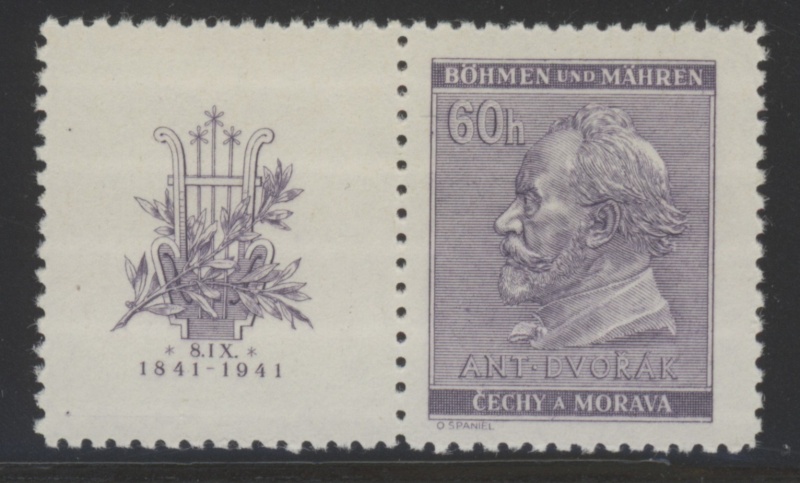 * 8.IX. *
1841-1941
BÖHMEN UND MÄHREN
60h
ANT·DVOŘÁK
ČECHY A MORAVA
O.ŠPANIEL